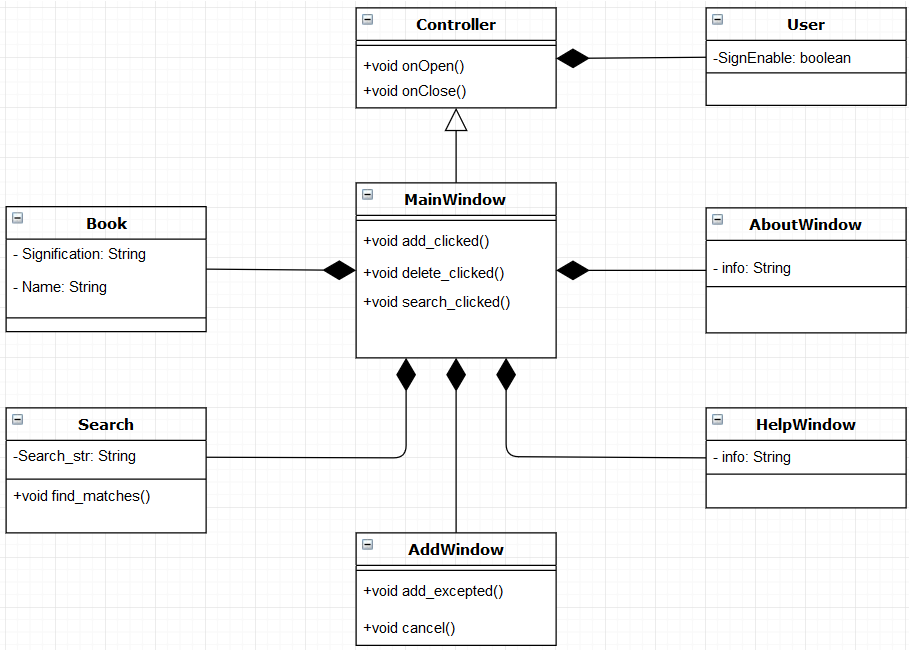 Controller
+void onOpen()
+void onClose()
User
-SignEnable: boolean
Book
- Signification: String
- Name: String
MainWindow
+void add_clicked()
+void delete_clicked()
+void search_clicked()
AboutWindow
- info: String
Search
-Search_str: String
+void find_matches()
HelpWindow
- info: String
AddWindow
+void add_excepted()
+void cancel()